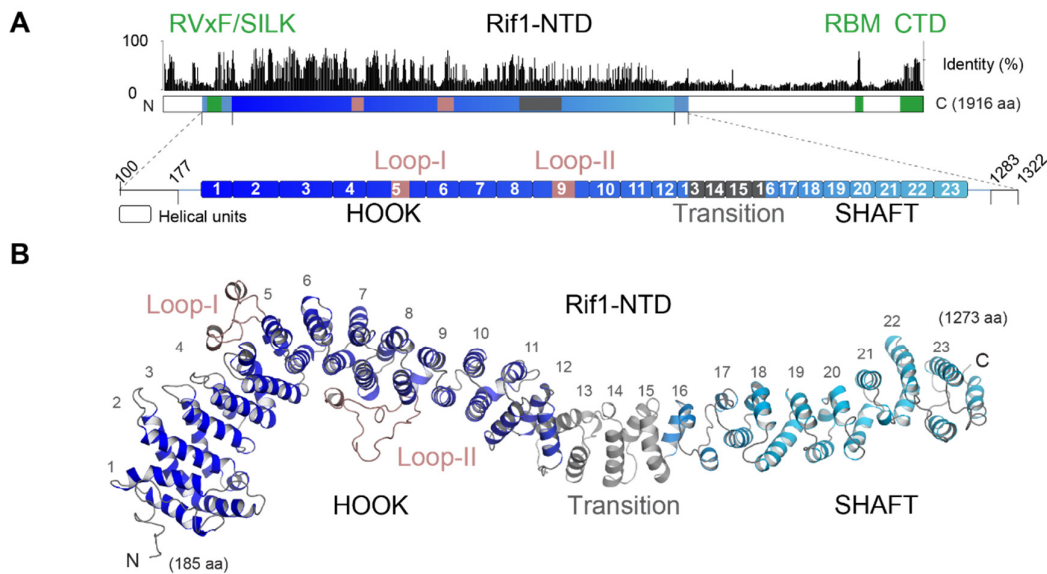 A
RVxF/SILK Rif1-NTD RBM CTD
100
Identity (%)
0
N C (1916 aa)
100 177 Loop-I Loop-II 1283 1322
1 2 3 4 5 6 7 8 9 10 11 12 13 14 15 16 17 18 19 20 21 22 23
Helical units HOOK Transition SHAFT
B
Loop-I 5 6 7 8 9 10 11 12 13 14 15 16 17 18 19 20 21 22 23
Rif1-NTD (1273 aa)
C
4
3
2
1
Loop-II
HOOK Transition SHAFT
N (185 aa)